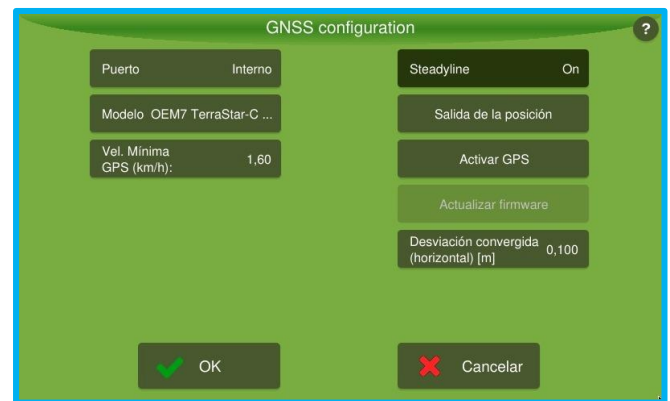 GNSS configuration
?
Puerto Interno
Steadyline On
Modelo OEM7 TerraStar-C ...
Salida de la posición
Vel. Mínima
GPS (km/h): 1,60
Activar GPS
Actualizar firmware
Desviación convergida
(horizontal) [m] 0,100
OK
Cancelar